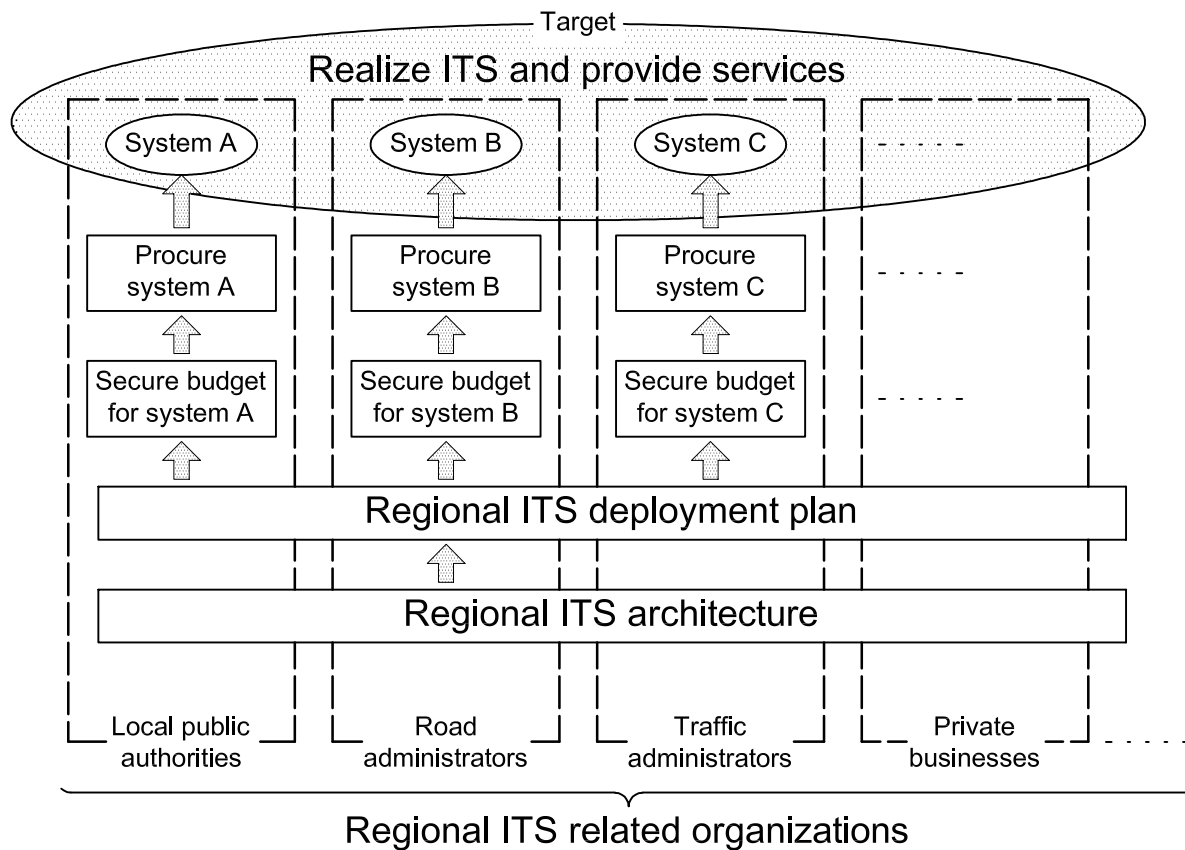 Target
Realize ITS and provide services
System A
System B
System C
- - · - · -
Procure
system A
Procure
system B
Procure
system C
- - · - · -
Secure budget
for system A
Secure budget
for system B
Secure budget
for system C
- - · - · -
Regional ITS deployment plan
Regional ITS architecture
Local public
authorities
Road
administrators
Traffic
administrators
Private
businesses
Regional ITS related organizations